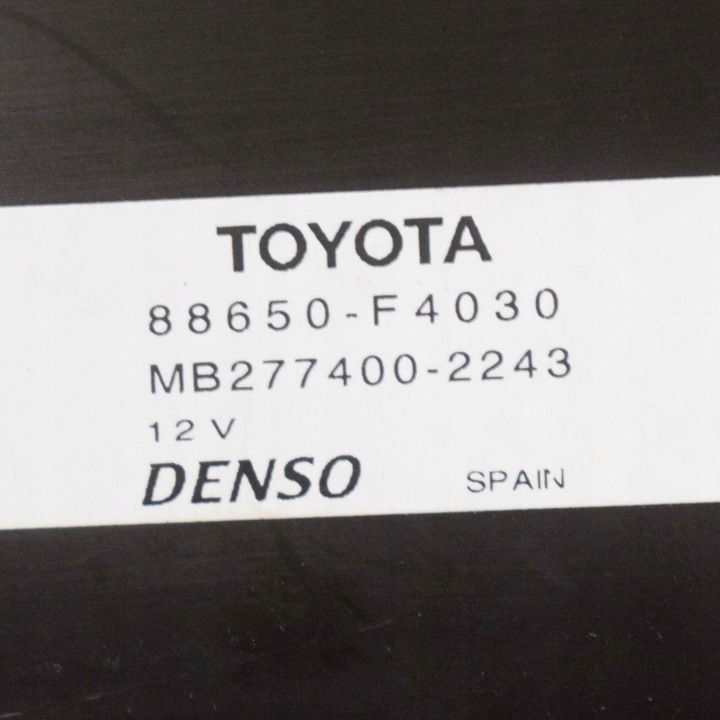 TOYOTA
88650-F4030
MB277400-2243
12V
DENSO SPAIN